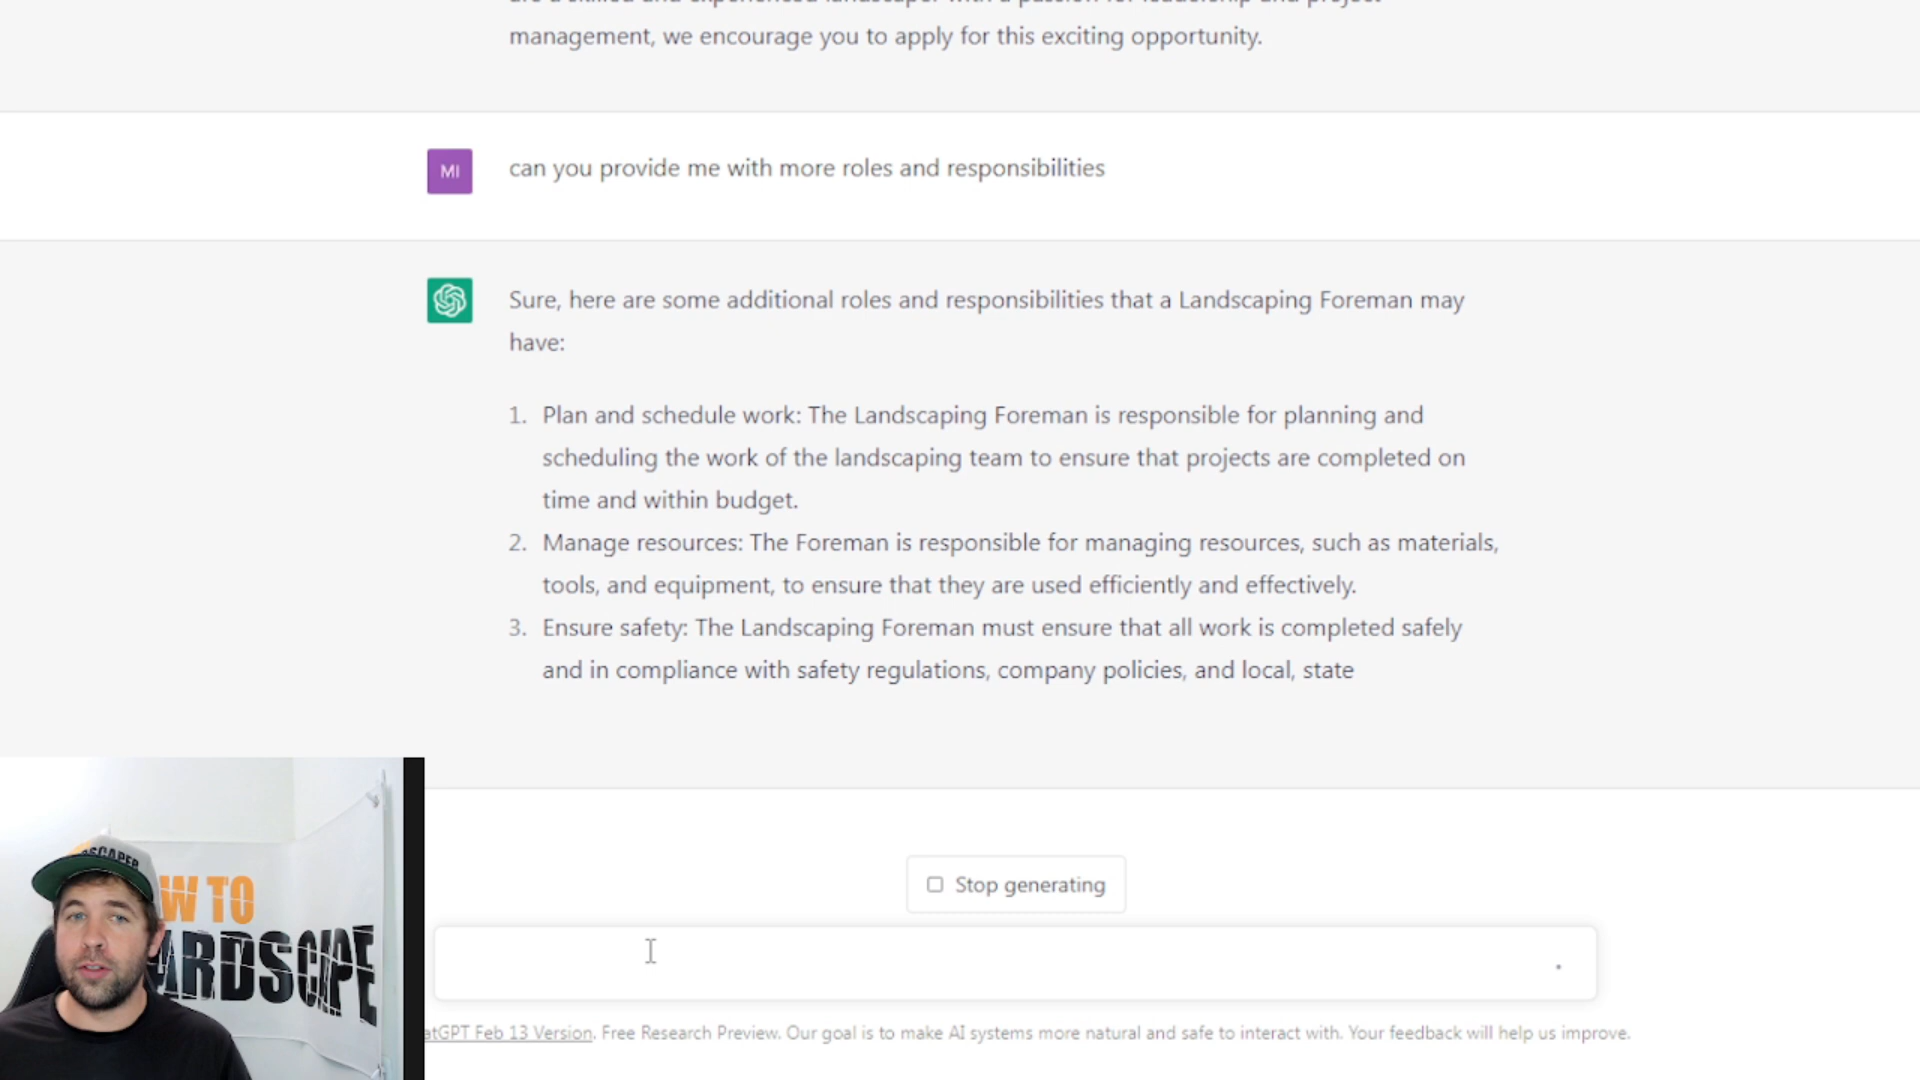 management, we encourage you to apply for this exciting opportunity.
MI
can you provide me with more roles and responsibilities
Sure, here are some additional roles and responsibilities that a Landscaping Foreman may
have:
1. Plan and schedule work: The Landscaping Foreman is responsible for planning and
scheduling the work of the landscaping team to ensure that projects are completed on
time and within budget.
2. Manage resources: The Foreman is responsible for managing resources, such as materials,
tools, and equipment, to ensure that they are used efficiently and effectively.
3. Ensure safety: The Landscaping Foreman must ensure that all work is completed safely
and in compliance with safety regulations, company policies, and local, state
Stop generating
SCAPER
W TO
ARDSCAPE
atGPT Feb 13 Version. Free Research Preview. Our goal is to make AI systems more natural and safe to interact with. Your feedback will help us improve.